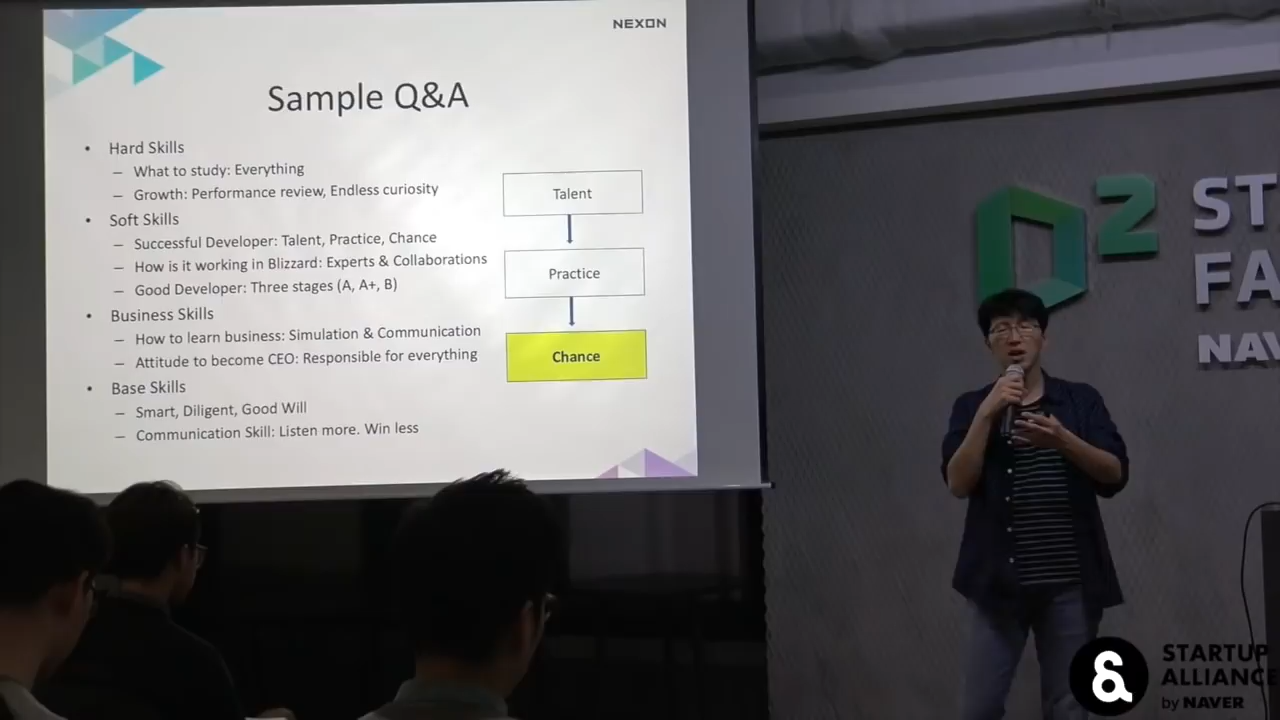 NEXON
Sample Q&A
• Hard Skills
– What to study: Everything
– Growth: Performance review, Endless curiosity
• Soft Skills
– Successful Developer: Talent, Practice, Chance
– How is it working in Blizzard: Experts & Collaborations
– Good Developer: Three stages (A, A+, B)
• Business Skills
– How to learn business: Simulation & Communication
– Attitude to become CEO: Responsible for everything
• Base Skills
– Smart, Diligent, Good Will
– Communication Skill: Listen more. Win less
Talent
Practice
Chance
D2
ST
FA
NAV
STARTUP
ALLIANCE
by NAVER